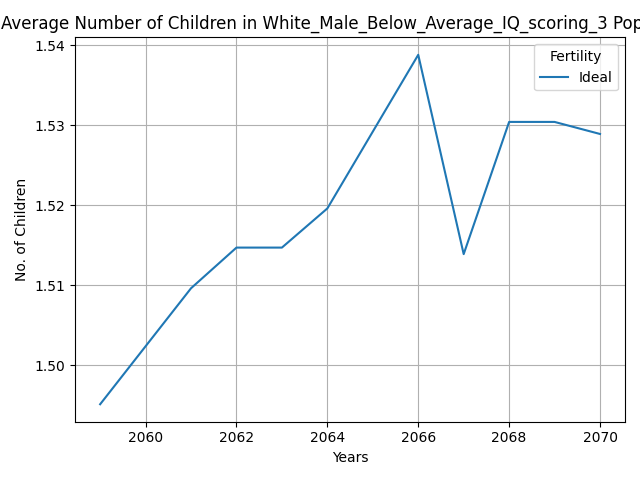 Average Number of Children in White_Male_Below_Average_IQ_scoring_3 Pop
Fertility
Ideal
1.54
1.53
1.52
1.51
1.50
No. of Children
2060 2062 2064 2066 2068 2070
Years